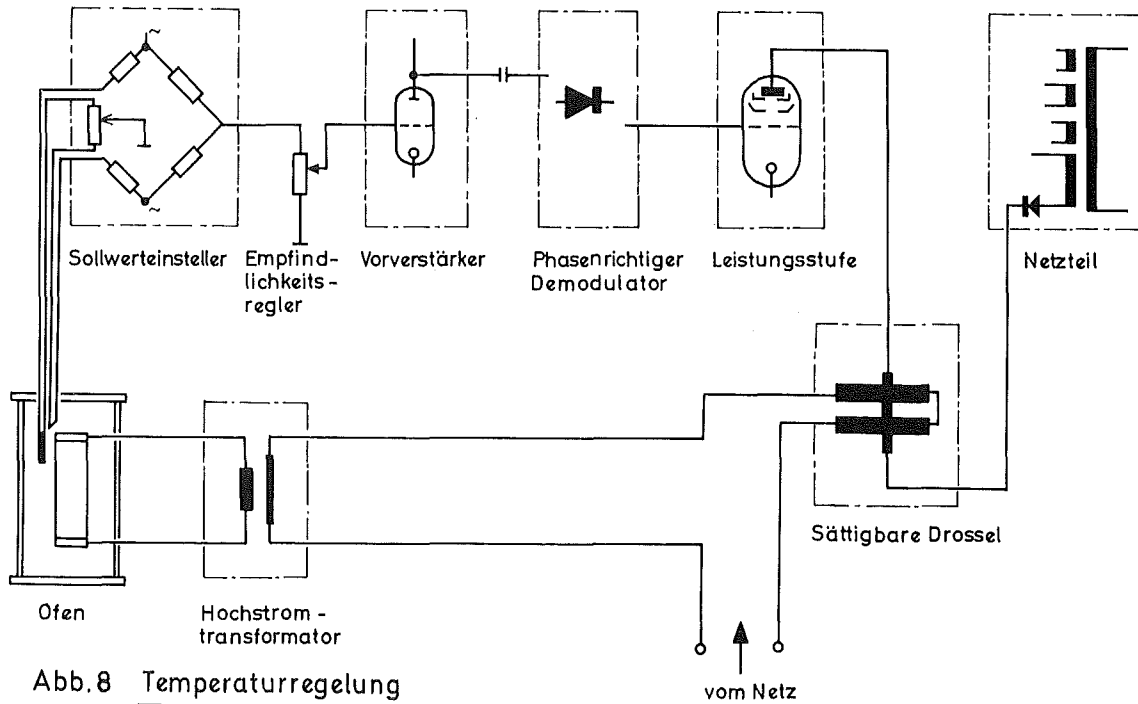 ~
~
Sollwerteinsteller
Empfind-
lichkeits-
regler
Vorverstärker
Phasenrichtiger
Demodulator
Leistungsstufe
Netzteil
Sättigbare Drossel
Ofen
Hochstrom-
transformator
vom Netz
Abb.8 Temperaturregelung